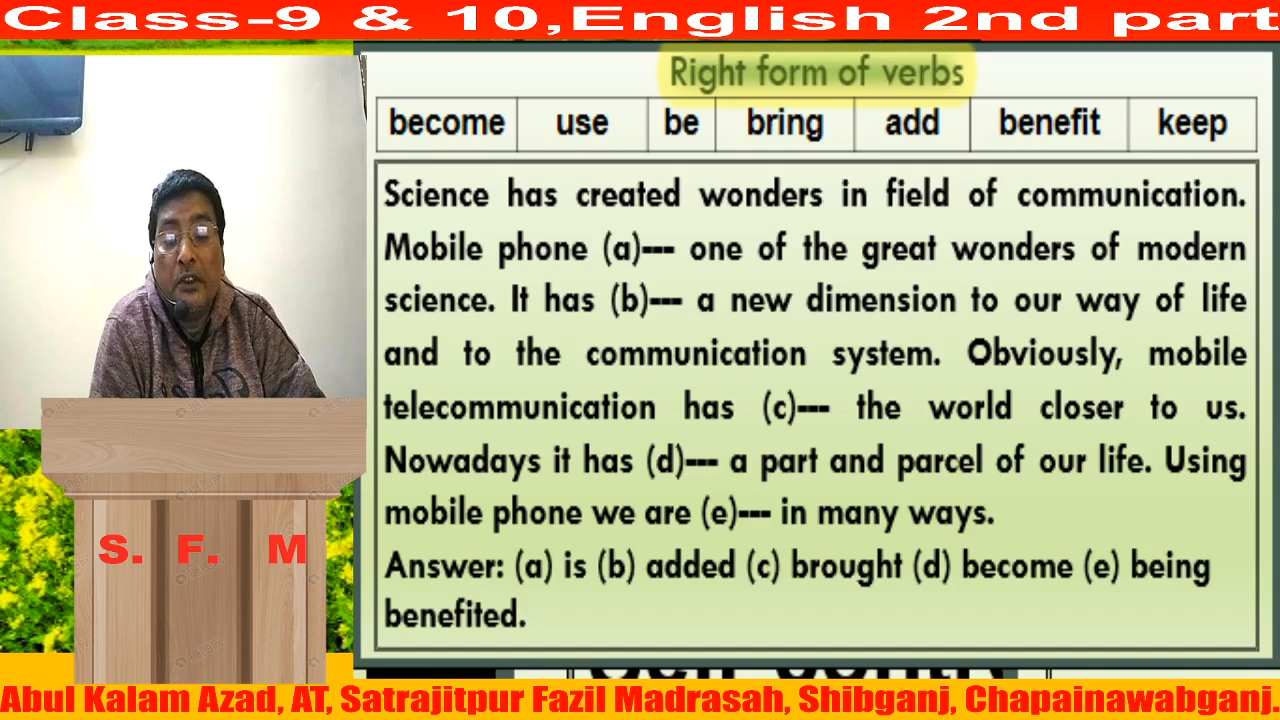 Class-9 & 10,English 2nd part
Right form of verbs
become use be bring add benefit keep
Science has created wonders in field of communication.
Mobile phone (a)--- one of the great wonders of modern
science. It has (b)--- a new dimension to our way of life
and to the communication system. Obviously, mobile
telecommunication has (c)--- the world closer to us.
Nowadays it has (d)--- a part and parcel of our life. Using
mobile phone we are (e)--- in many ways.
Answer: (a) is (b) added (c) brought (d) become (e) being
benefited.
S. F. M
Abul Kalam Azad, AT, Satrajitpur Fazil Madrasah, Shibganj, Chapainawabganj.